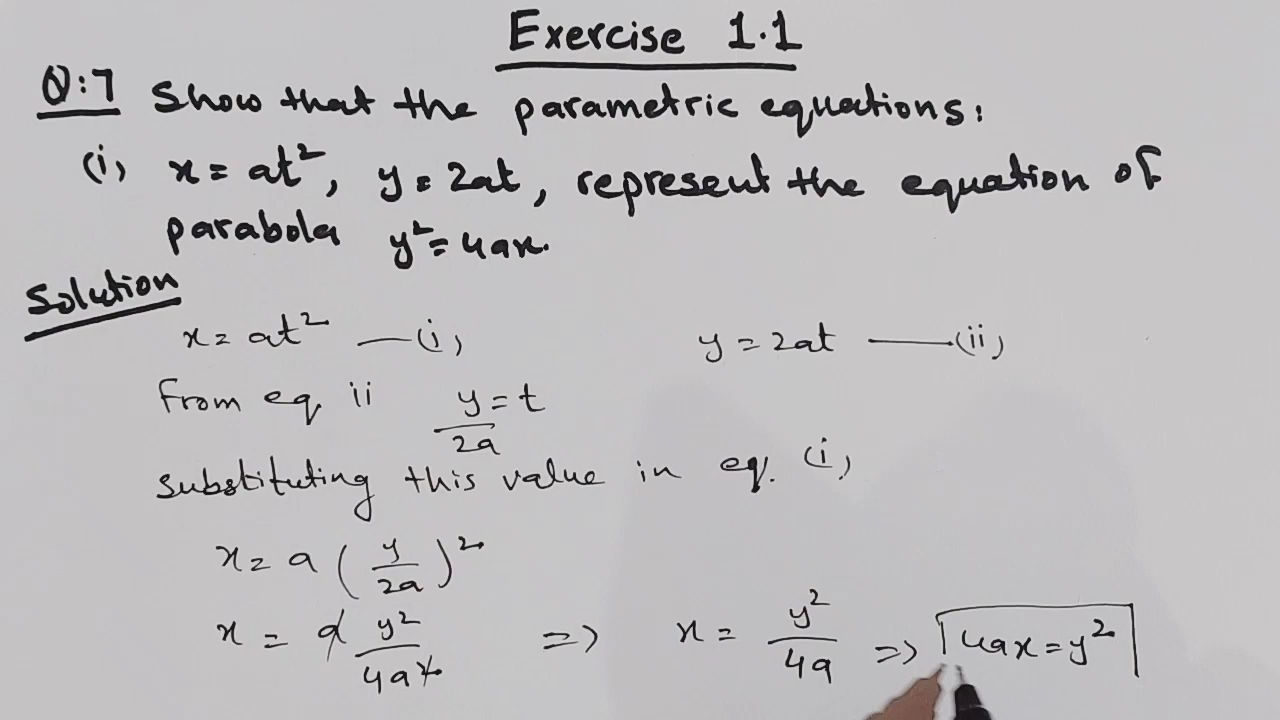 Exercise 1.1
Q:7 Show that the parametric equations:
(i) x = at², y = 2at, represent the equation of
parabola y² = 4ax.
Solution
x = at² —(i)
y = 2at ——(ii)
From eq ii y/2a = t
substituting this value in eq. (i)
x = a (y/2a)²
x = a y²/4a² => x = y²/4a => 4ax = y²